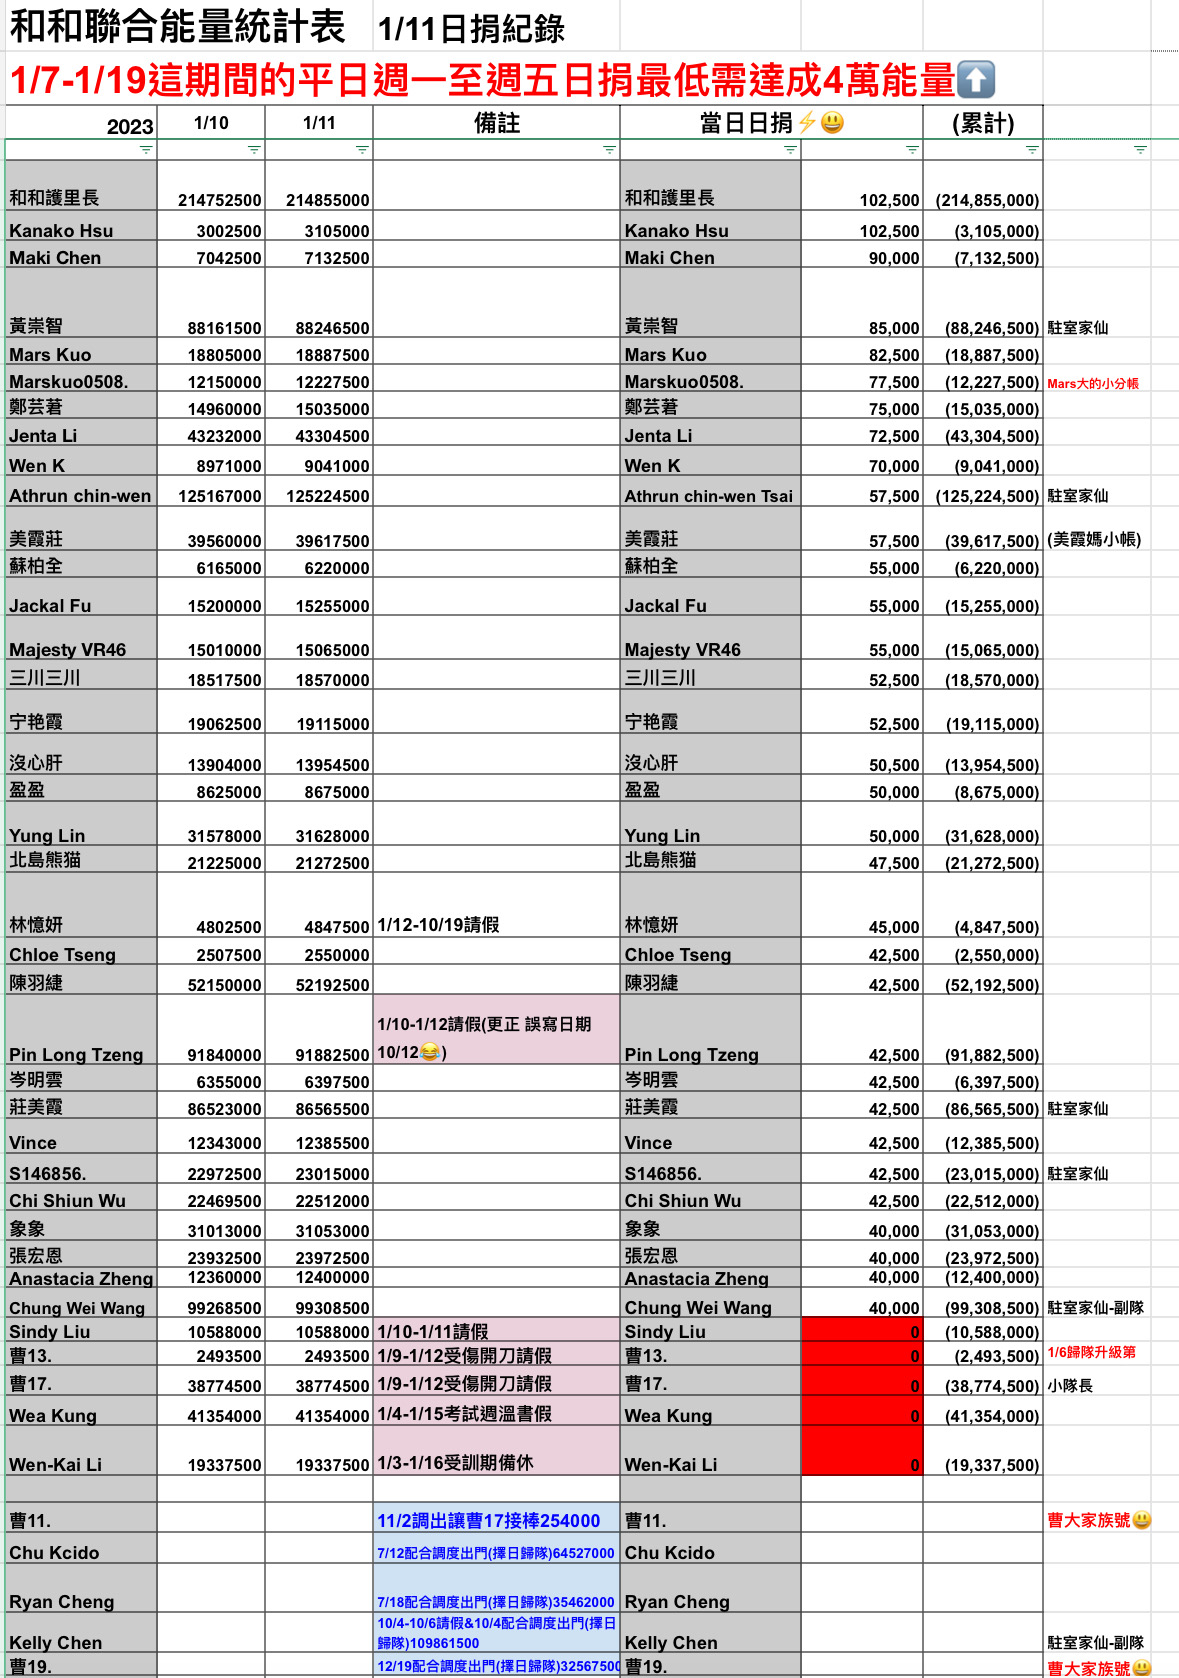 和和聯合能量統計表 1/11日捐紀錄
1/7-1/19這期間的平日週一至週五日捐最低需達成4萬能量⬆️
2023 1/10 1/11 備註 當日日捐⚡😃 (累計)
和和護里長 214752500 214855000 和和護里長 102,500 (214,855,000)
Kanako Hsu 3002500 3105000 Kanako Hsu 102,500 (3,105,000)
Maki Chen 7042500 7132500 Maki Chen 90,000 (7,132,500)
黃崇智 88161500 88246500 黃崇智 85,000 (88,246,500) 駐室家仙
Mars Kuo 18805000 18887500 Mars Kuo 82,500 (18,887,500)
Marskuo0508. 12150000 12227500 Marskuo0508. 77,500 (12,227,500) Mars大的小分帳
鄭芸莙 14960000 15035000 鄭芸莙 75,000 (15,035,000)
Jenta Li 43232000 43304500 Jenta Li 72,500 (43,304,500)
Wen K 8971000 9041000 Wen K 70,000 (9,041,000)
Athrun chin-wen 125167000 125224500 Athrun chin-wen Tsai 57,500 (125,224,500) 駐室家仙
美霞莊 39560000 39617500 美霞莊 57,500 (39,617,500) (美霞媽小帳)
蘇柏全 6165000 6220000 蘇柏全 55,000 (6,220,000)
Jackal Fu 15200000 15255000 Jackal Fu 55,000 (15,255,000)
Majesty VR46 15010000 15065000 Majesty VR46 55,000 (15,065,000)
三川三川 18517500 18570000 三川三川 52,500 (18,570,000)
宁艳霞 19062500 19115000 宁艳霞 52,500 (19,115,000)
沒心肝 13904000 13954500 沒心肝 50,500 (13,954,500)
盈盈 8625000 8675000 盈盈 50,000 (8,675,000)
Yung Lin 31578000 31628000 Yung Lin 50,000 (31,628,000)
北島熊猫 21225000 21272500 北島熊猫 47,500 (21,272,500)
林憶妍 4802500 4847500 1/12-10/19請假 林憶妍 45,000 (4,847,500)
Chloe Tseng 2507500 2550000 Chloe Tseng 42,500 (2,550,000)
陳羽緁 52150000 52192500 陳羽緁 42,500 (52,192,500)
1/10-1/12請假(更正 誤寫日期
Pin Long Tzeng 91840000 91882500 10/12😂) Pin Long Tzeng 42,500 (91,882,500)
岑明雲 6355000 6397500 岑明雲 42,500 (6,397,500)
莊美霞 86523000 86565500 莊美霞 42,500 (86,565,500) 駐室家仙
Vince 12343000 12385500 Vince 42,500 (12,385,500)
S146856. 22972500 23015000 S146856. 42,500 (23,015,000) 駐室家仙
Chi Shiun Wu 22469500 22512000 Chi Shiun Wu 42,500 (22,512,000)
象象 31013000 31053000 象象 40,000 (31,053,000)
張宏恩 23932500 23972500 張宏恩 40,000 (23,972,500)
Anastacia Zheng 12360000 12400000 Anastacia Zheng 40,000 (12,400,000)
Chung Wei Wang 99268500 99308500 Chung Wei Wang 40,000 (99,308,500) 駐室家仙-副隊
Sindy Liu 10588000 10588000 1/10-1/11請假 Sindy Liu 0 (10,588,000)
曹13. 2493500 2493500 1/9-1/12受傷開刀請假 曹13. 0 (2,493,500) 1/6歸隊升級第
曹17. 38774500 38774500 1/9-1/12受傷開刀請假 曹17. 0 (38,774,500) 小隊長
Wea Kung 41354000 41354000 1/4-1/15考試週溫書假 Wea Kung 0 (41,354,000)
Wen-Kai Li 19337500 19337500 1/3-1/16受訓期備休 Wen-Kai Li 0 (19,337,500)
曹11. 11/2調出讓曹17接棒254000 曹11. 曹大家族號😃
Chu Kcido 7/12配合調度出門(擇日歸隊)64527000 Chu Kcido
Ryan Cheng 7/18配合調度出門(擇日歸隊)35462000 Ryan Cheng
10/4-10/6請假&10/4配合調度出門(擇日
Kelly Chen 歸隊)109861500 Kelly Chen 駐室家仙-副隊
曹19. 12/19配合調度出門(擇日歸隊)32567500 曹19. 曹大家族號😃